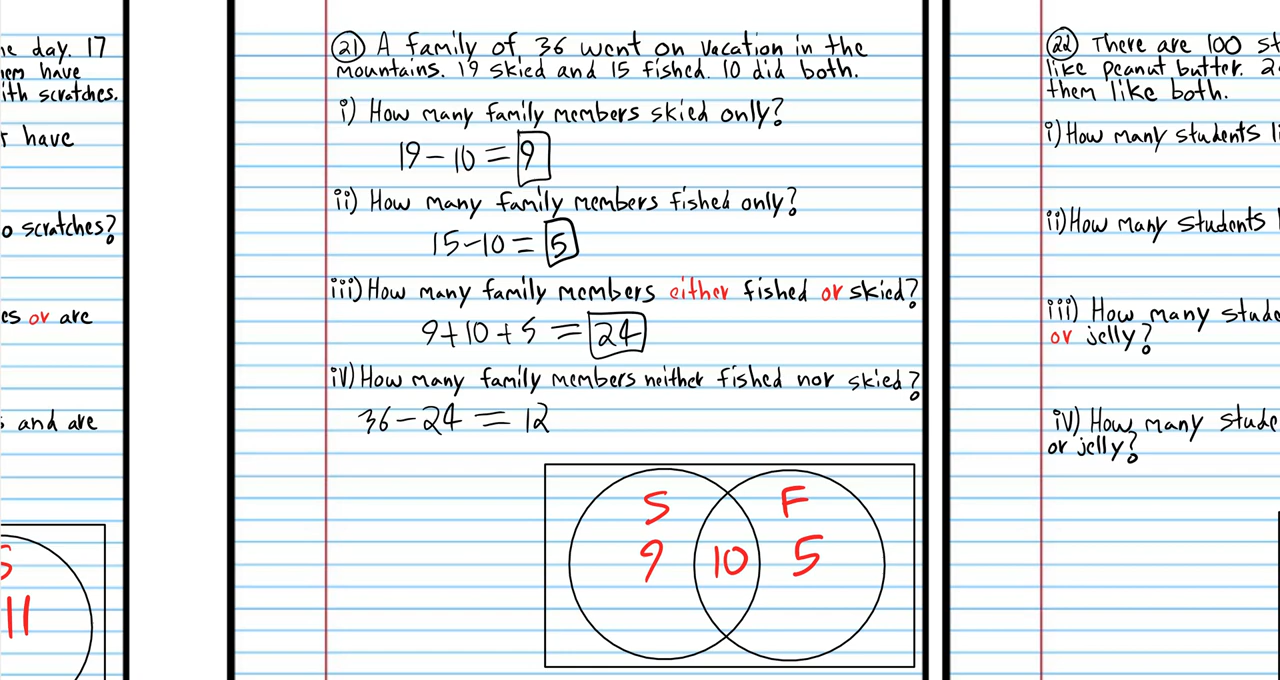 e day. 17
em have
ith scratches.
have
o scratches?
es or are
and are
S
11
(21) A family of 36 went on vacation in the
mountains. 19 skied and 15 fished. 10 did both.
i) How many family members skied only?
19 - 10 = 9
ii) How many family members fished only?
15 - 10 = 5
iii) How many family members either fished or skied?
9 + 10 + 5 = 24
iv) How many family members neither fished nor skied?
36 - 24 = 12
S F
9 10 5
(22) There are 100 st
like peanut butter. 2
them like both.
i) How many students li
ii) How many students l
iii) How many stude
or jelly?
iv) How many stude
or jelly?